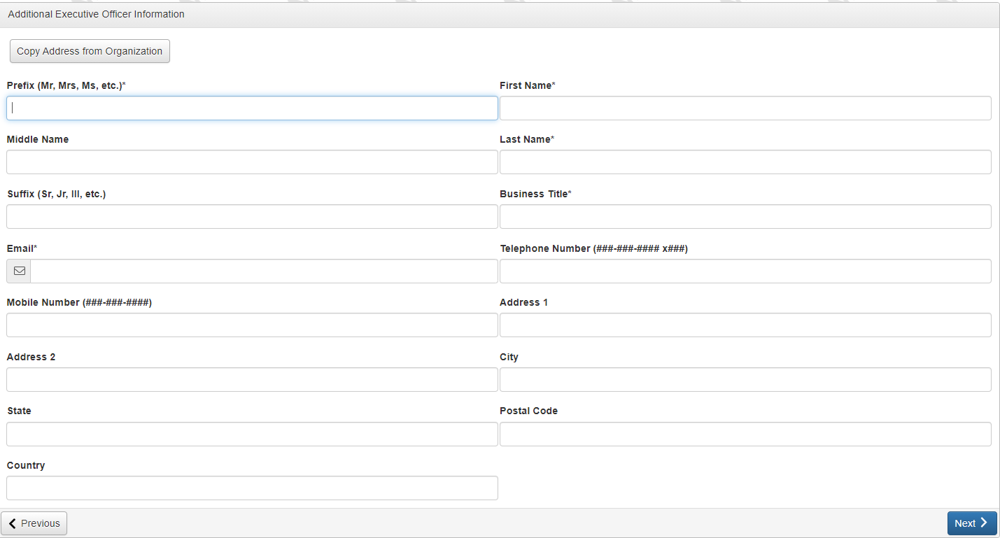 Additional Executive Officer Information
Copy Address from Organization
Prefix (Mr, Mrs, Ms, etc.)*
First Name*
Middle Name
Last Name*
Suffix (Sr, Jr, III, etc.)
Business Title*
Email*
Telephone Number (###-###-#### x###)
Mobile Number (###-###-####)
Address 1
Address 2
City
State
Postal Code
Country
Previous
Next